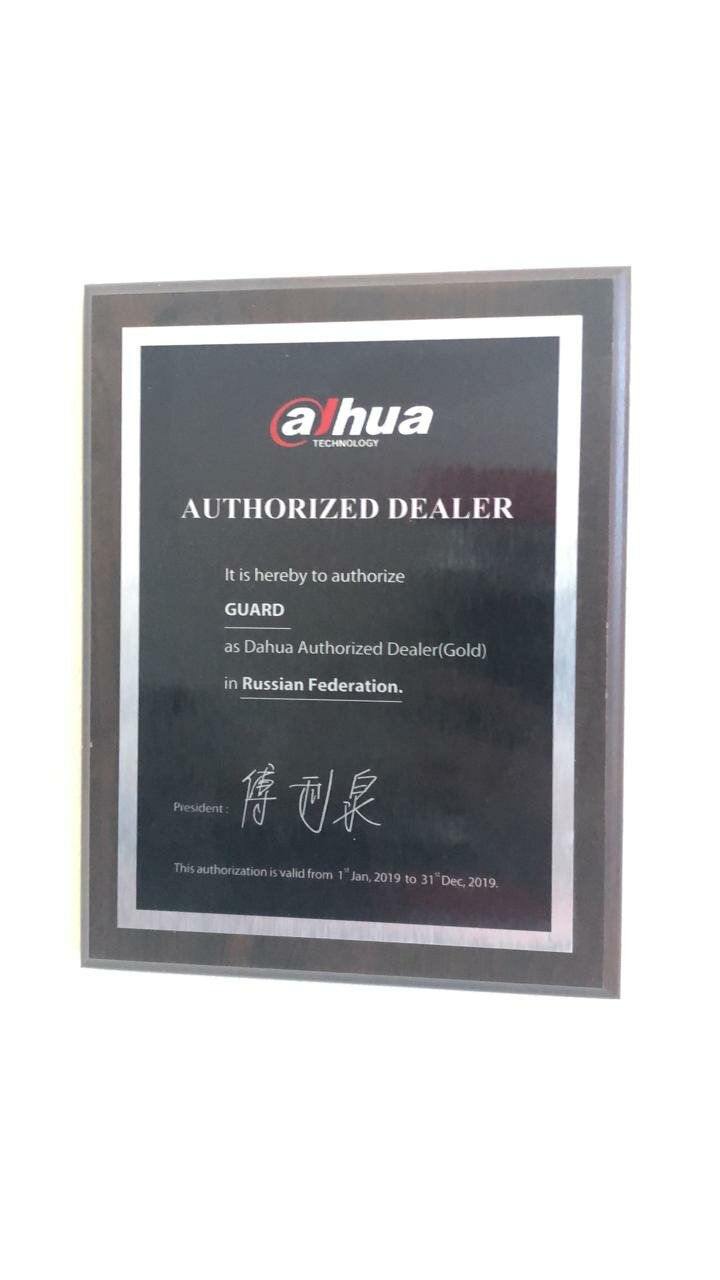 alhua
TECHNOLOGY
AUTHORIZED DEALER
It is hereby to authorize
GUARD
as Dahua Authorized Dealer(Gold)
in Russian Federation.
President : 傅利泉
This authorization is valid from 1st Jan, 2019 to 31st Dec, 2019.